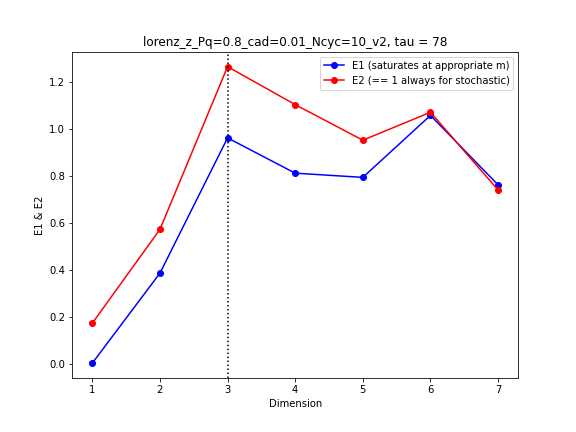 lorenz_z_Pq=0.8_cad=0.01_Ncyc=10_v2, tau = 78
E1 (saturates at appropriate m)
E2 (== 1 always for stochastic)
1.2
1.0
0.8
0.6
0.4
0.2
0.0
E1 & E2
1 2 3 4 5 6 7
Dimension